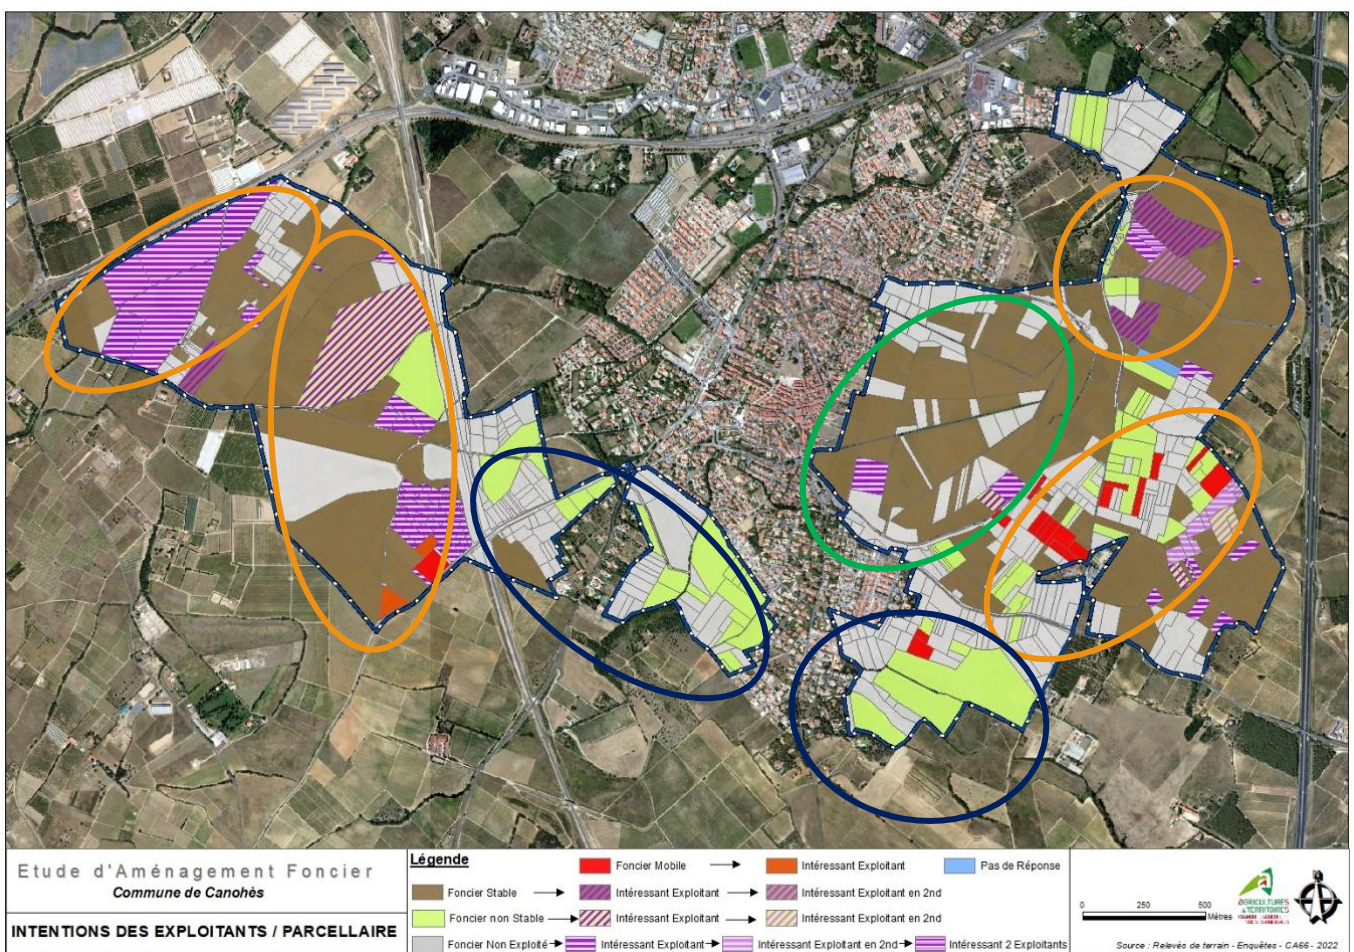 Etude d'Aménagement Foncier
Commune de Canohès
INTENTIONS DES EXPLOITANTS / PARCELLAIRE
Légende
Foncier Mobile
Intéressant Exploitant
Pas de Réponse
Foncier Stable
Intéressant Exploitant
Intéressant Exploitant en 2nd
Foncier non Stable
Intéressant Exploitant
Intéressant Exploitant en 2nd
Foncier Non Exploité
Intéressant Exploitant
Intéressant Exploitant en 2nd
Intéressant 2 Exploitants
0 250 500
Mètres
AGRICULTURES
& TERRITOIRES
Source : Relevés de terrain - Enquêtes - CA66 - 2022